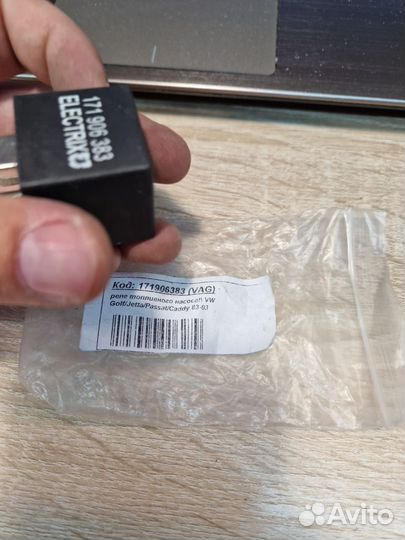 171 906 383
ELECTRIX
Код: 171906383 (VAG)
реле топливного насоса\ VW
Golf/Jetta/Passat/Caddy 83-93
Avito